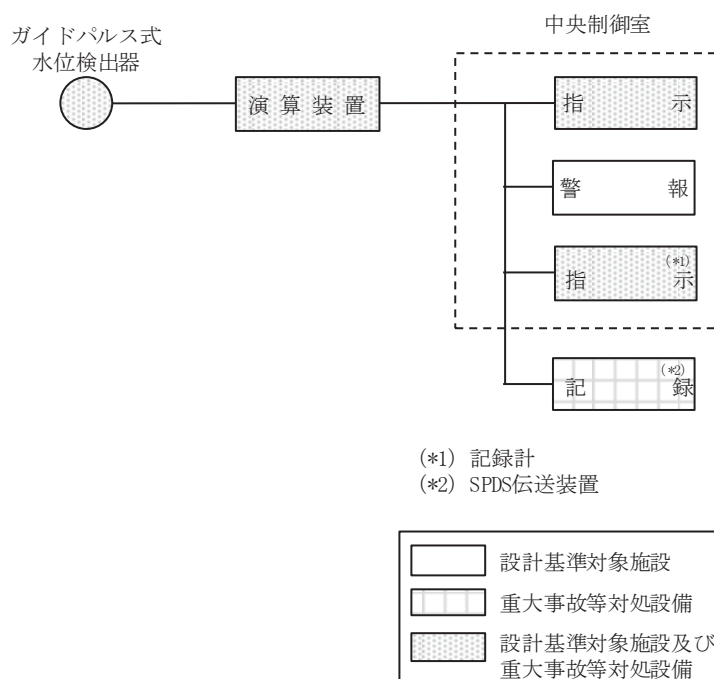 中央制御室
ガイドパルス式
水位検出器
演 算 装 置
指 示
警 報
指 示 (*1)
記 録 (*2)
(*1) 記録計
(*2) SPDS伝送装置
設計基準対象施設
重大事故等対処設備
設計基準対象施設及び
重大事故等対処設備